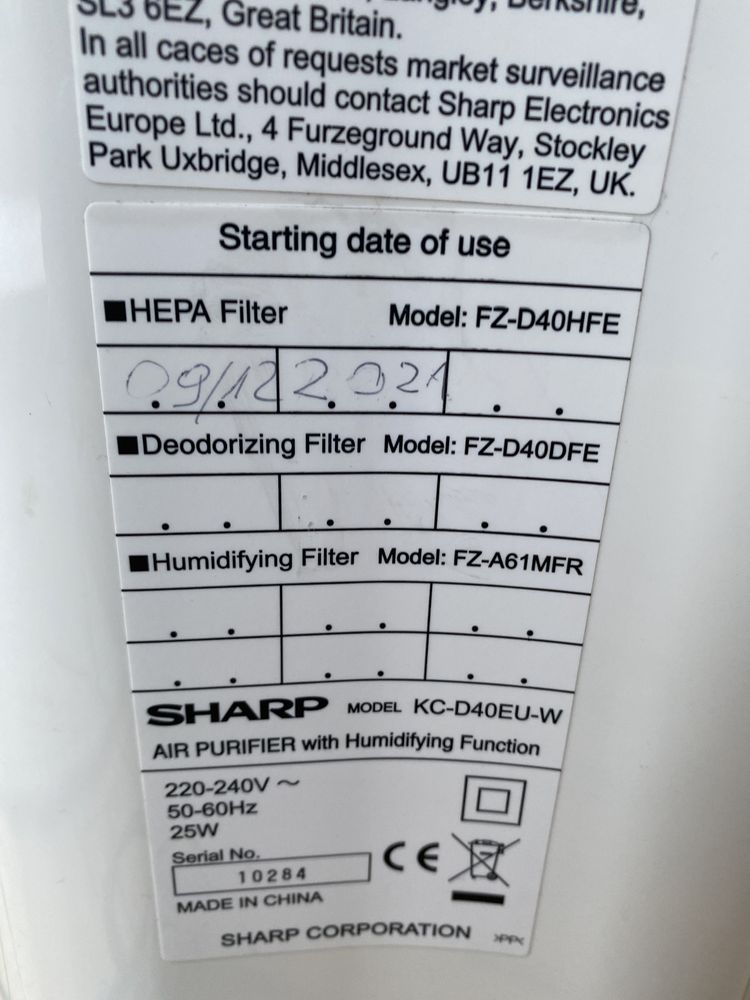 SL3 6EZ, Great Britain.
In all caces of requests market surveillance
authorities should contact Sharp Electronics
Europe Ltd., 4 Furzeground Way, Stockley
Park Uxbridge, Middlesex, UB11 1EZ, UK.
Starting date of use
■HEPA Filter Model: FZ-D40HFE
09/12 2021
■Deodorizing Filter Model: FZ-D40DFE
■Humidifying Filter Model: FZ-A61MFR
SHARP MODEL KC-D40EU-W
AIR PURIFIER with Humidifying Function
220-240V ~
50-60Hz
25W
Serial No.
10284
CE
MADE IN CHINA
SHARP CORPORATION >PP<